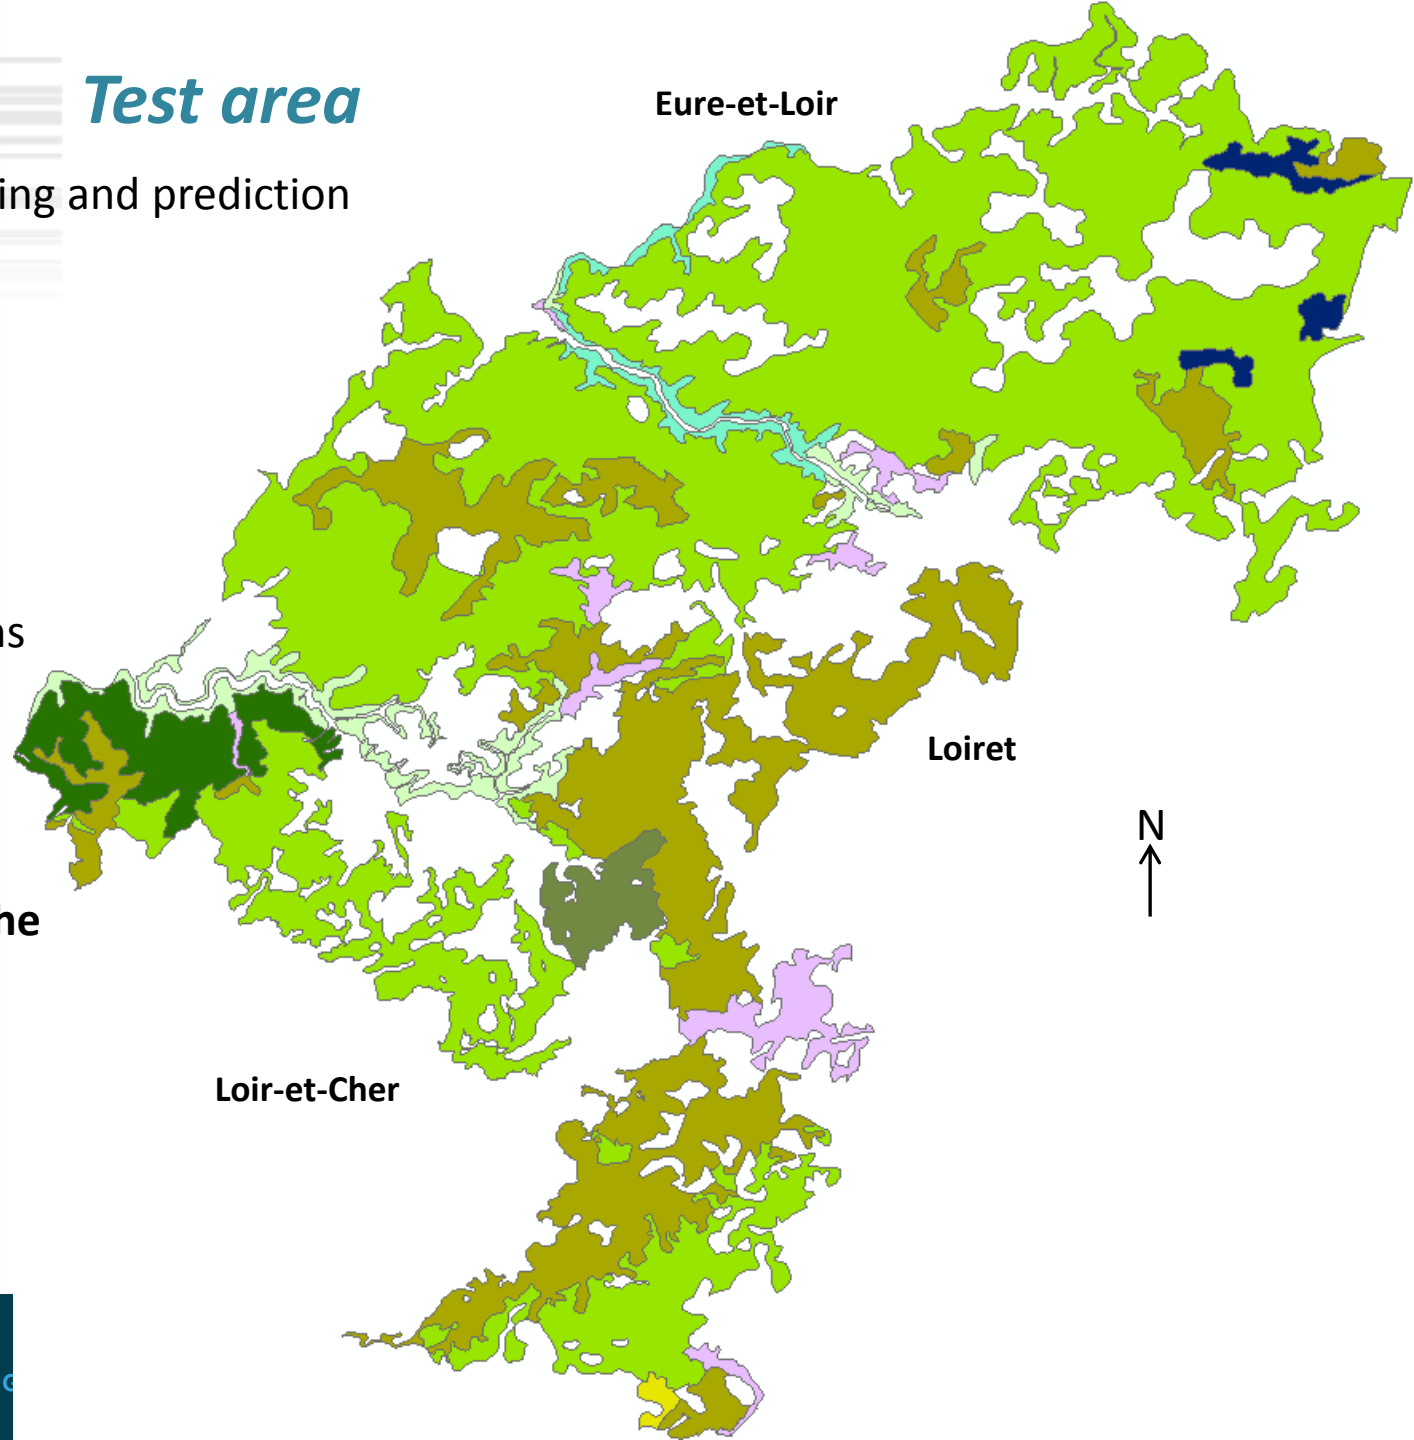 Test area
Eure-et-Loir
ing and prediction
ns
Loiret
N
he
Loir-et-Cher
G